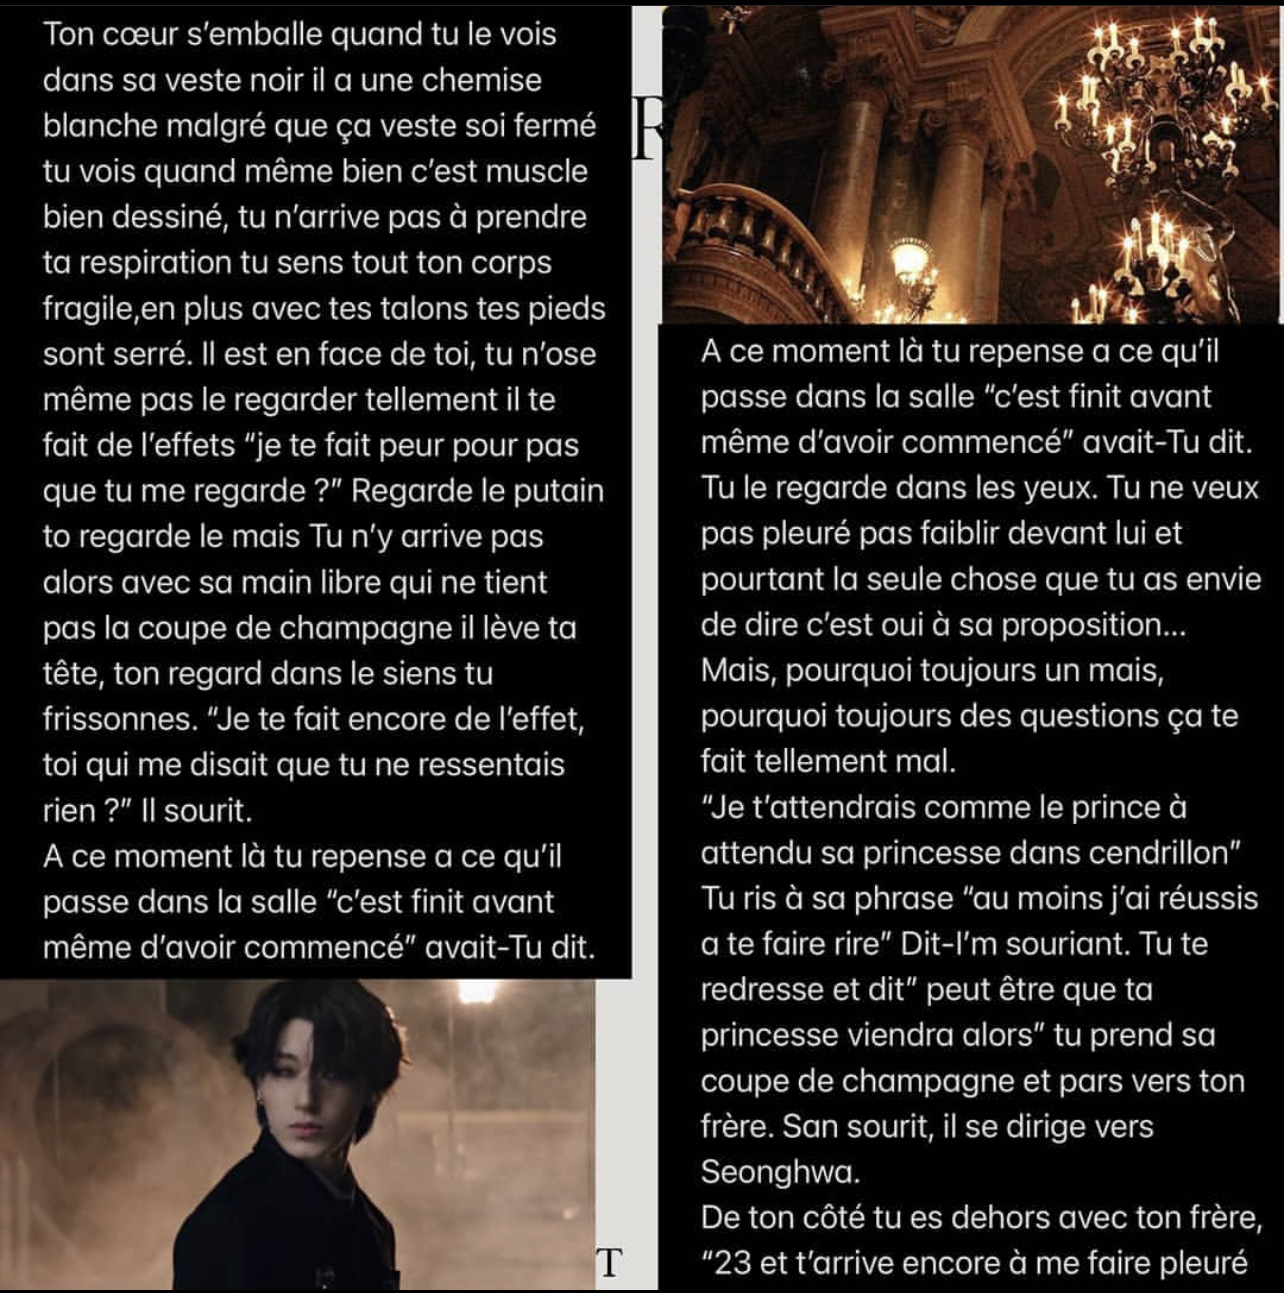 Ton cœur s’emballe quand tu le vois
dans sa veste noir il a une chemise
blanche malgré que ça veste soi fermé
tu vois quand même bien c’est muscle
bien dessiné, tu n’arrive pas à prendre
ta respiration tu sens tout ton corps
fragile,en plus avec tes talons tes pieds
sont serré. Il est en face de toi, tu n’ose
même pas le regarder tellement il te
fait de l’effets “je te fait peur pour pas
que tu me regarde ?” Regarde le putain
to regarde le mais Tu n’y arrive pas
alors avec sa main libre qui ne tient
pas la coupe de champagne il lève ta
tête, ton regard dans le siens tu
frissonnes. “Je te fait encore de l’effet,
toi qui me disait que tu ne ressentais
rien ?” Il sourit.
A ce moment là tu repense a ce qu’il
passe dans la salle “c’est finit avant
même d’avoir commencé” avait-Tu dit.
T
R
A ce moment là tu repense a ce qu’il
passe dans la salle “c’est finit avant
même d’avoir commencé” avait-Tu dit.
Tu le regarde dans les yeux. Tu ne veux
pas pleuré pas faiblir devant lui et
pourtant la seule chose que tu as envie
de dire c’est oui à sa proposition...
Mais, pourquoi toujours un mais,
pourquoi toujours des questions ça te
fait tellement mal.
“Je t’attendrais comme le prince à
attendu sa princesse dans cendrillon”
Tu ris à sa phrase “au moins j’ai réussis
a te faire rire” Dit-I’m souriant. Tu te
redresse et dit” peut être que ta
princesse viendra alors” tu prend sa
coupe de champagne et pars vers ton
frère. San sourit, il se dirige vers
Seonghwa.
De ton côté tu es dehors avec ton frère,
“23 et t’arrive encore à me faire pleuré